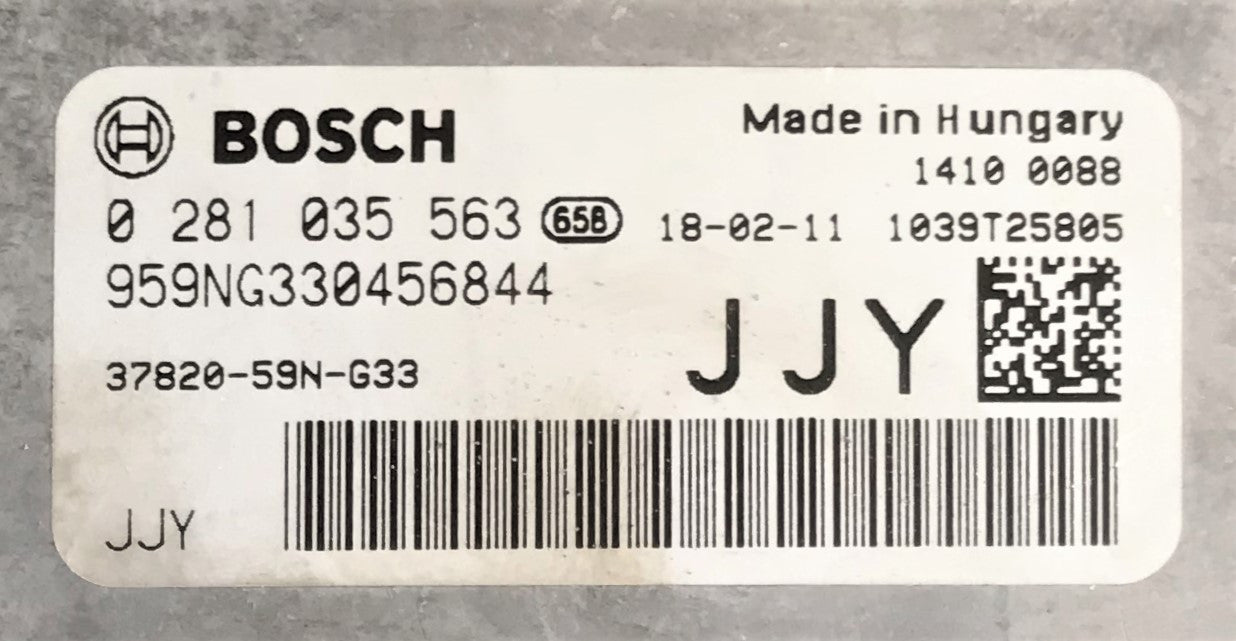 BOSCH
Made in Hungary
1410 0088
0 281 035 563 65B 18-02-11 1039T25805
959NG330456844
JJY
37820-59N-G33
JJY